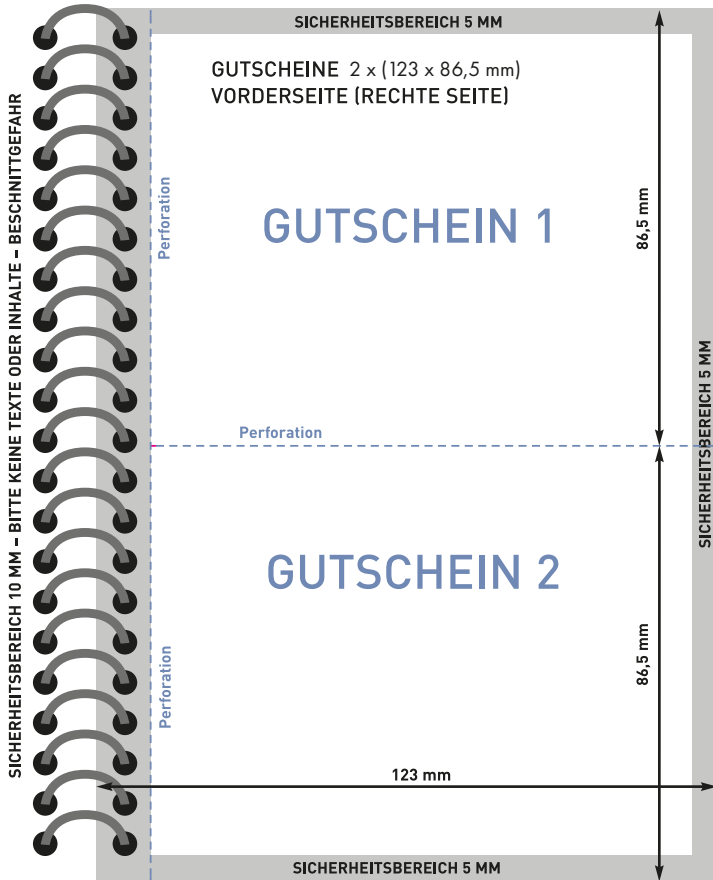 SICHERHEITSBEREICH 5 MM
GUTSCHEINE 2 x (123 x 86,5 mm)
VORDERSEITE (RECHTE SEITE)
SICHERHEITSBEREICH 10 MM – BITTE KEINE TEXTE ODER INHALTE – BESCHNITTGEFAHR
Perforation
GUTSCHEIN 1
86,5 mm
SICHERHEITSBEREICH 5 MM
Perforation
GUTSCHEIN 2
Perforation
86,5 mm
123 mm
SICHERHEITSBEREICH 5 MM